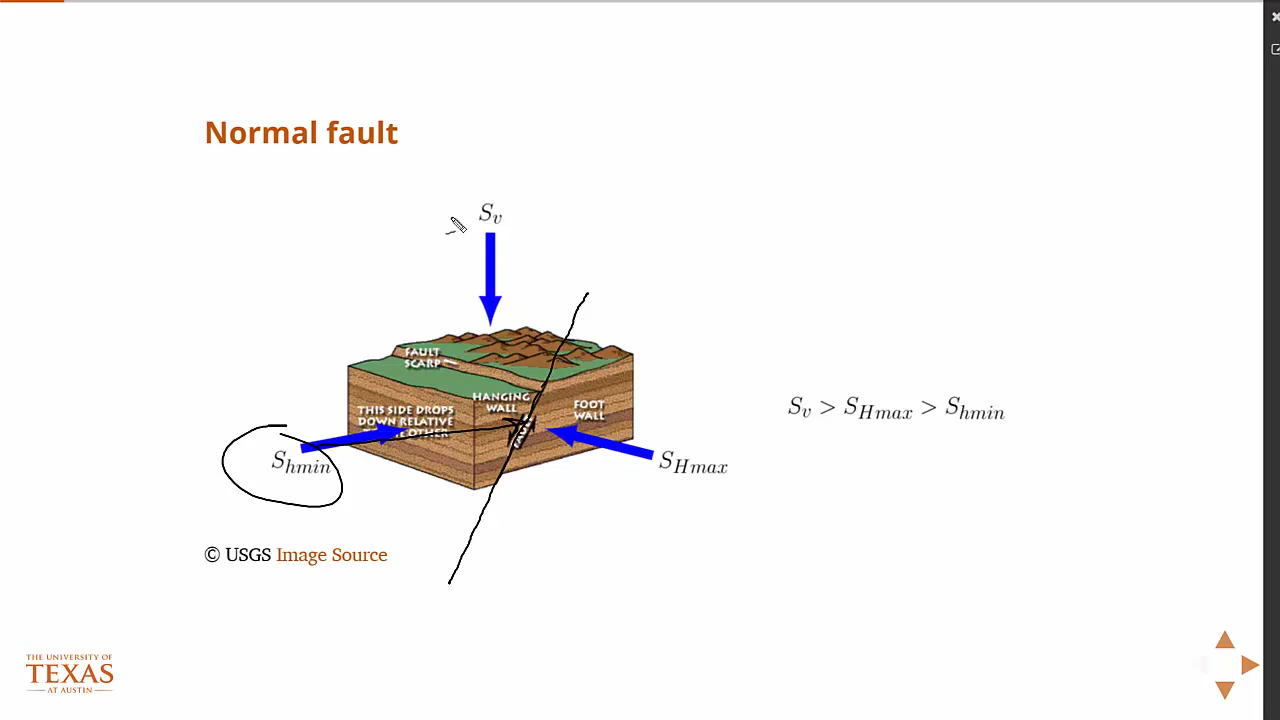 Normal fault
S_v
FAULT
SCARP
HANGING
WALL
FOOT
WALL
THIS SIDE DROPS
DOWN RELATIVE
OTHER
S_v > S_Hmax > S_hmin
S_hmin
S_Hmax
© USGS Image Source
THE UNIVERSITY OF
TEXAS
AT AUSTIN